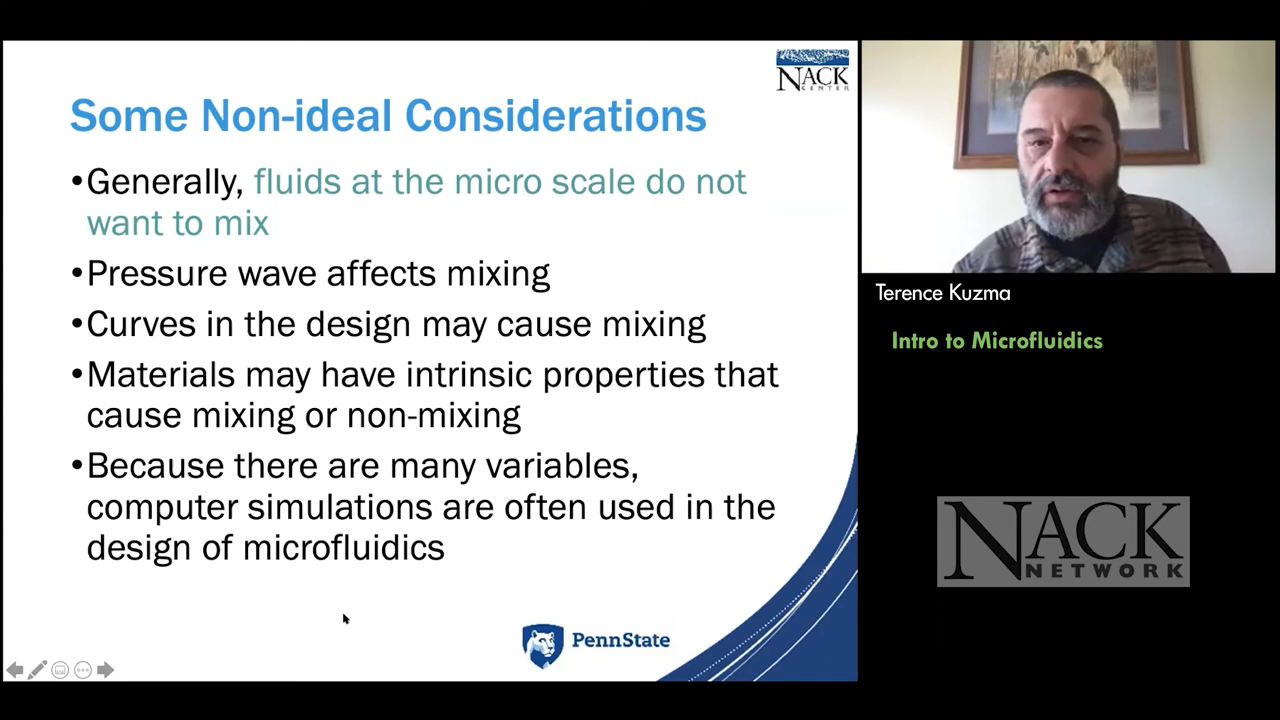 NACK
CENTER
Some Non-ideal Considerations
•Generally, fluids at the micro scale do not
want to mix
•Pressure wave affects mixing
•Curves in the design may cause mixing
•Materials may have intrinsic properties that
cause mixing or non-mixing
•Because there are many variables,
computer simulations are often used in the
design of microfluidics
PennState
Terence Kuzma
Intro to Microfluidics
NACK
NETWORK